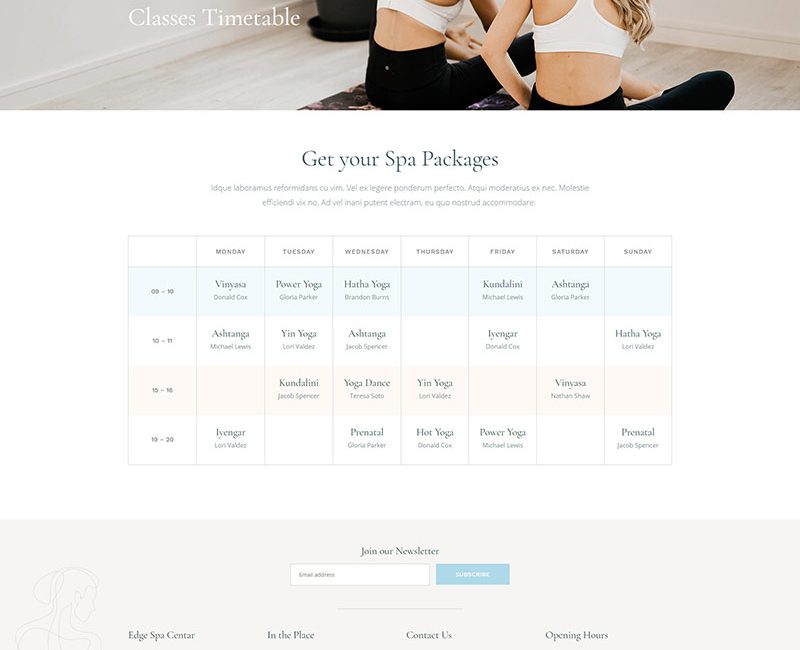 Classes Timetable
Get your Spa Packages
Idque laboramus reformidans cu vim. Vel ex legere ponderum perfecto. Atqui moderatius ex nec. Molestie
efficiendi vix no. Ad vel inani putent electram, eu quo nostrud accommodare.
MONDAY TUESDAY WEDNESDAY THURSDAY FRIDAY SATURDAY SUNDAY
09 – 10 Vinyasa Power Yoga Hatha Yoga Kundalini Ashtanga
Donald Cox Gloria Parker Brandon Burns Michael Lewis Gloria Parker
10 – 11 Ashtanga Yin Yoga Ashtanga Iyengar Hatha Yoga
Michael Lewis Lori Valdez Jacob Spencer Donald Cox Lori Valdez
15 – 16 Kundalini Yoga Dance Yin Yoga Vinyasa
Jacob Spencer Teresa Soto Lori Valdez Nathan Shaw
19 – 20 Iyengar Prenatal Hot Yoga Power Yoga Prenatal
Lori Valdez Gloria Parker Donald Cox Michael Lewis Jacob Spencer
Join our Newsletter
Email address SUBSCRIBE
Edge Spa Centar In the Place Contact Us Opening Hours